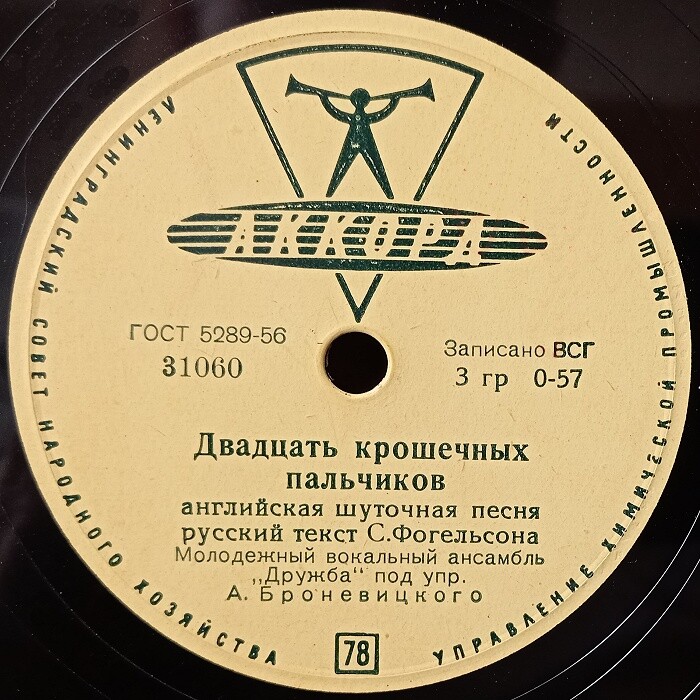 ЛЕНИНГРАДСКИЙ СОВЕТ НАРОДНОГО ХОЗЯЙСТВА
УПРАВЛЕНИЕ ХИМИЧЕСКОЙ ПРОМЫШЛЕННОСТИ
АККОРД
ГОСТ 5289-56
31060
Записано ВСГ
3 гр 0-57
Двадцать крошечных
пальчиков
английская шуточная песня
русский текст С.Фогельсона
Молодежный вокальный ансамбль
„Дружба“ под упр.
А. Броневицкого
78